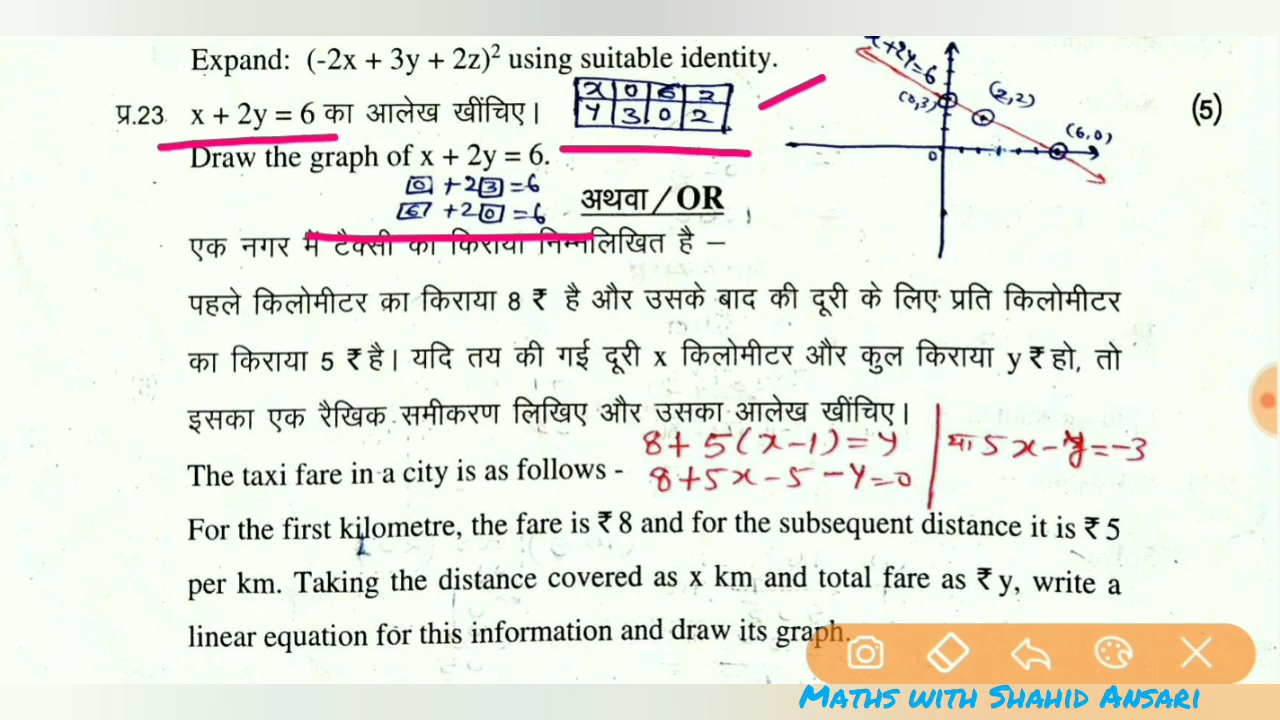 Expand: (-2x + 3y + 2z)² using suitable identity.
प्र.23 x + 2y = 6 का आलेख खींचिए। (5)
x 0 6 2
y 3 0 2
x+2y=6
(0,3)
(2,2)
(6,0)
0
Draw the graph of x + 2y = 6.
0 + 2 3 = 6
6 + 2 0 = 6
अथवा / OR
एक नगर में टैक्सी का किराया निम्नलिखित है –
पहले किलोमीटर का किराया 8 ₹ है और उसके बाद की दूरी के लिए प्रति किलोमीटर
का किराया 5 ₹ है। यदि तय की गई दूरी x किलोमीटर और कुल किराया y ₹ हो, तो
इसका एक रैखिक समीकरण लिखिए और उसका आलेख खींचिए।
8+5(x-1)=y
या 5x-y=-3
The taxi fare in a city is as follows -
8+5x-5-y=0
For the first kilometre, the fare is ₹ 8 and for the subsequent distance it is ₹ 5
per km. Taking the distance covered as x km and total fare as ₹ y, write a
linear equation for this information and draw its graph.
Maths with Shahid Ansari